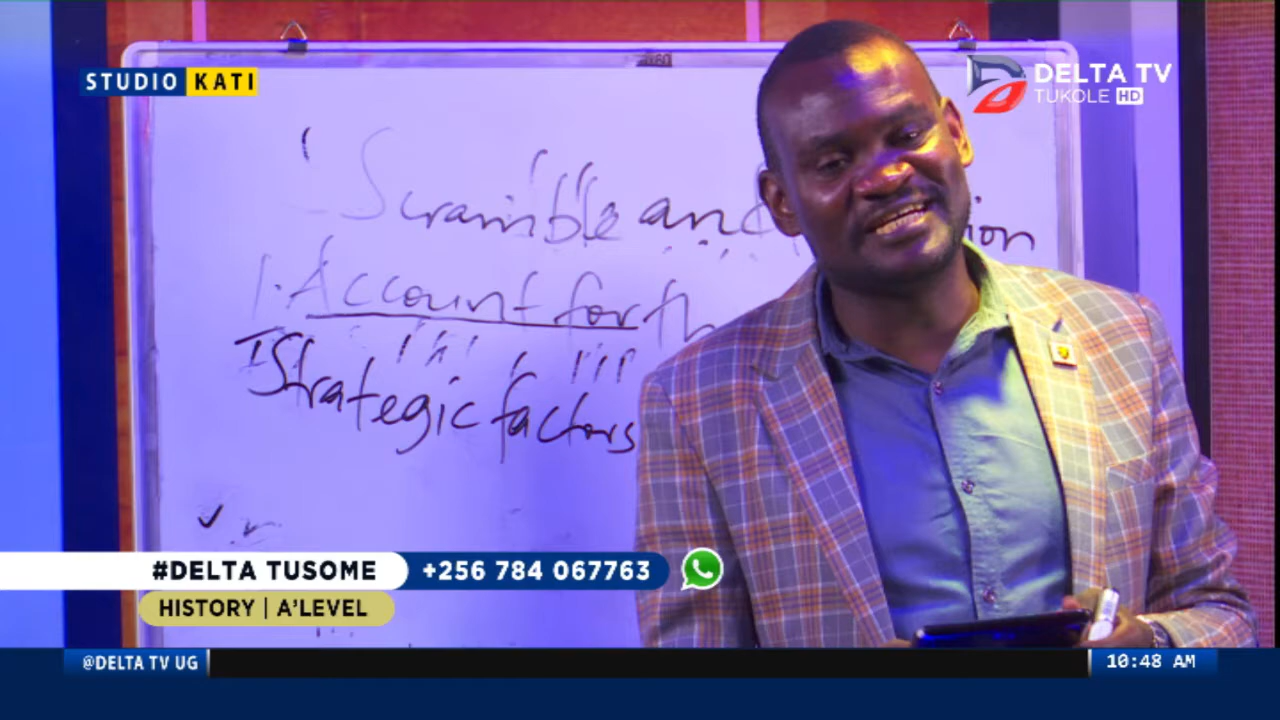 STUDIO KATI
DELTA TV
TUKOLE HD
Scramble and
1. Account for th
Strategic factors
#DELTA TUSOME
+256 784 067763
HISTORY | A'LEVEL
@DELTA TV UG
10:48 AM